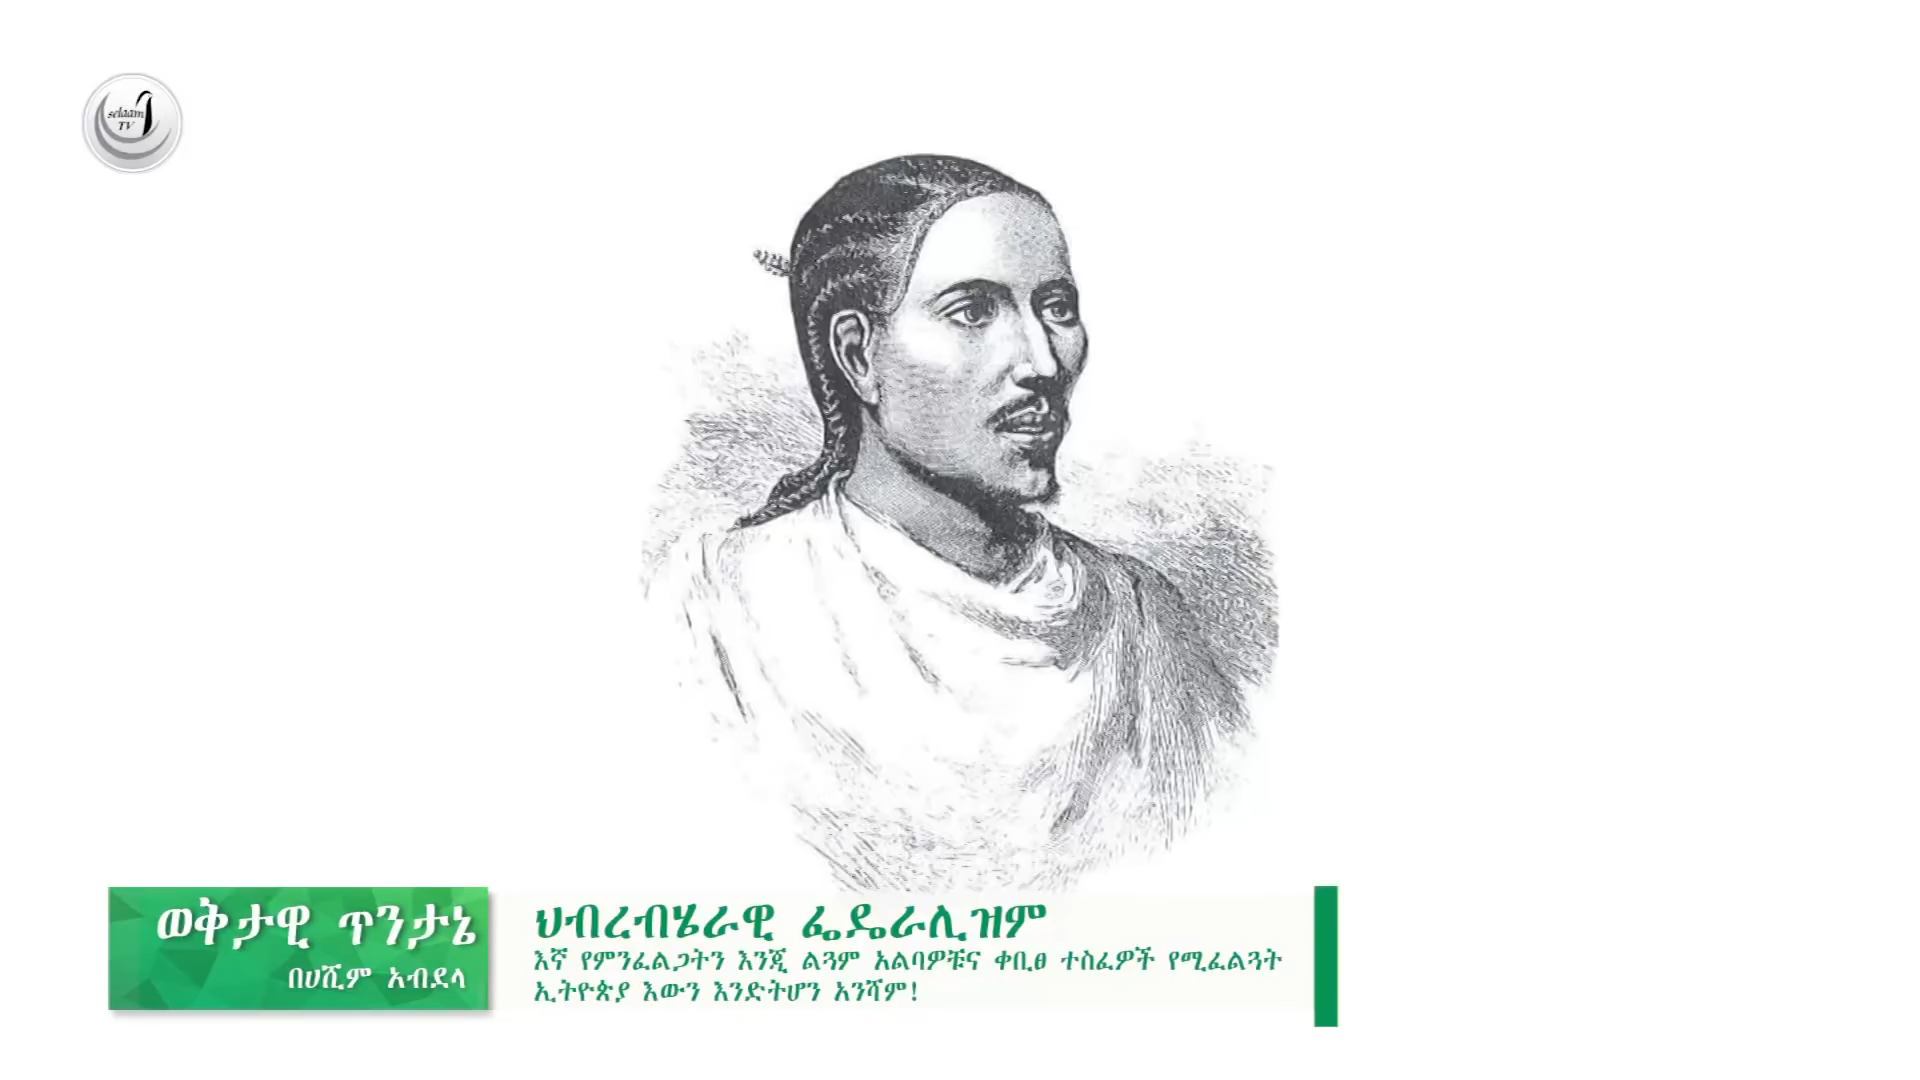 selaam
TV
ወቅታዊ ጥንታኔ
በሀሺም አብደላ
ህብረብሄራዊ ፌዴራሊዝም
እኛ የምንፈልጋትን እንጂ ልጓም አልባዎቹና ቀቢፀ ተስፈዎች የሚፈልጓት
ኢትዮጵያ እውን እንድትሆን አንሻም!